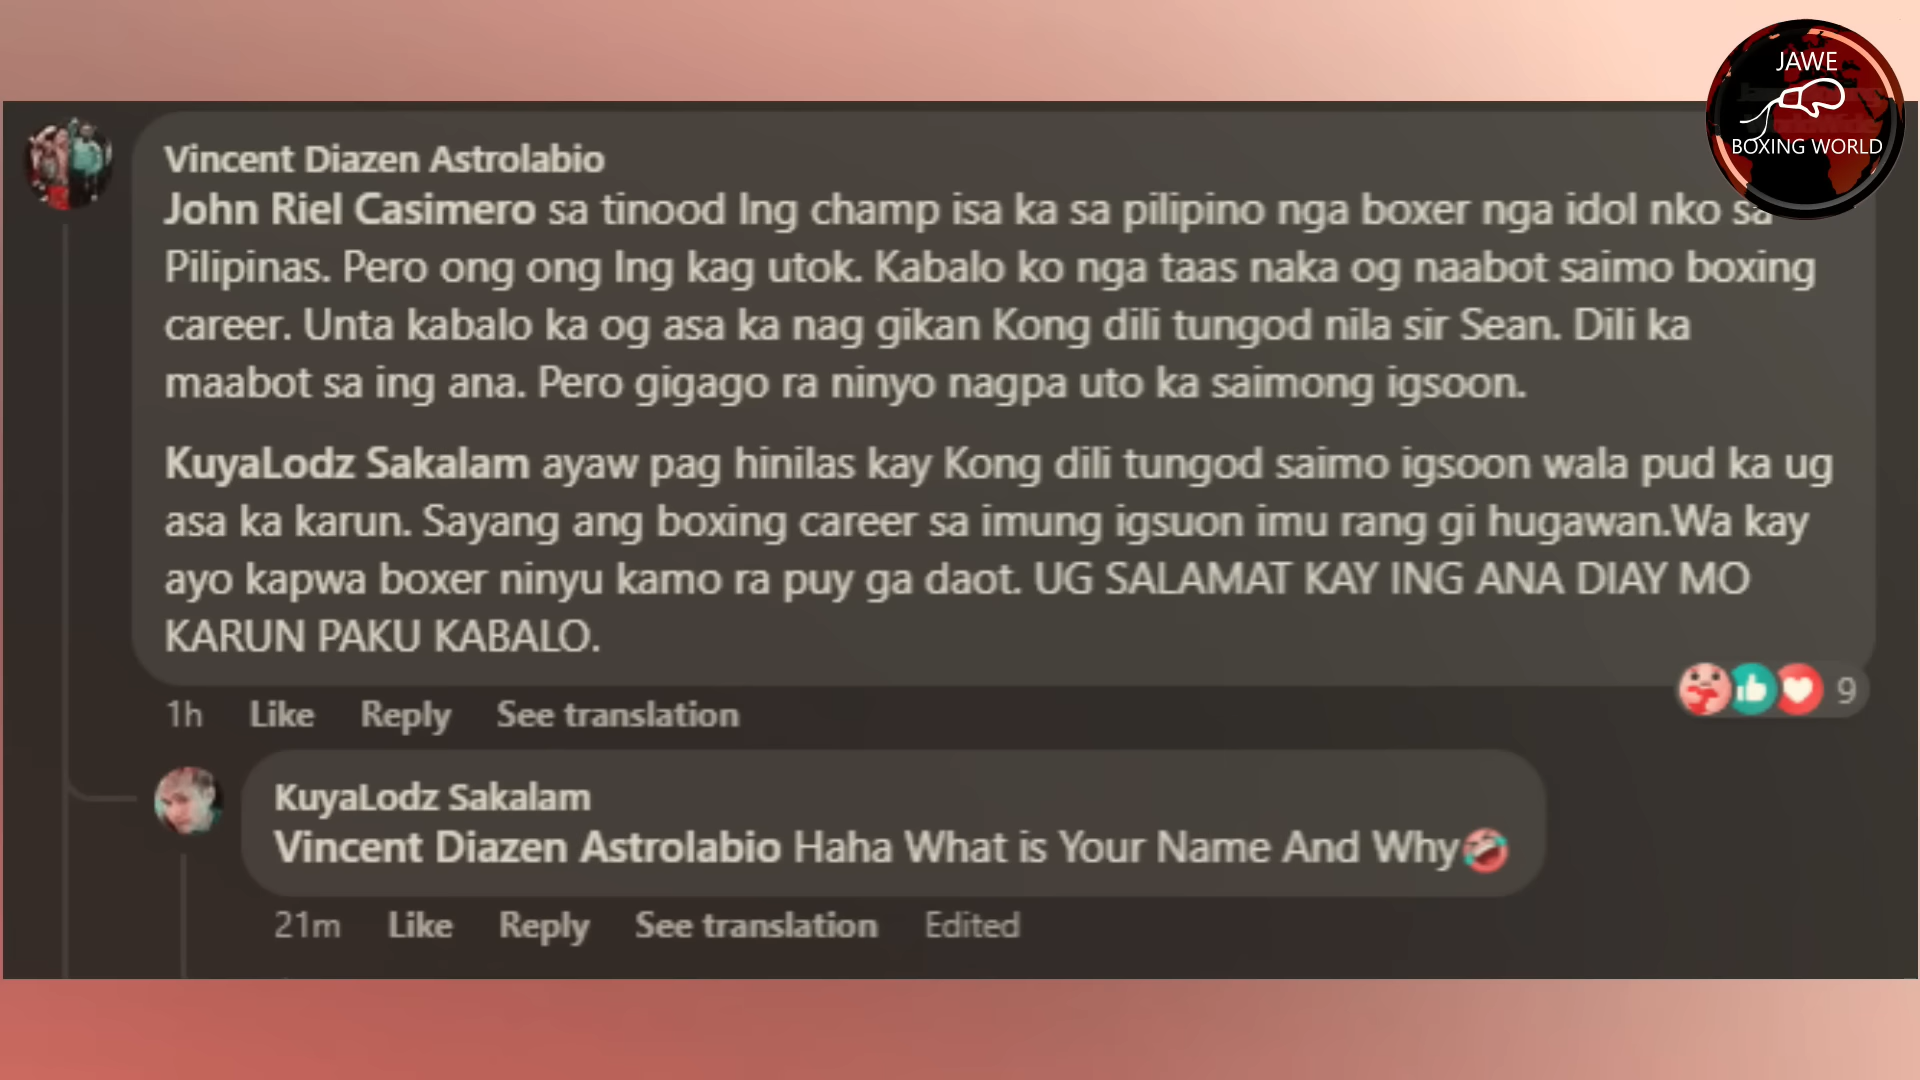 JAWE
BOXING WORLD
Vincent Diazen Astrolabio
John Riel Casimero sa tinood lng champ isa ka sa pilipino nga boxer nga idol nko sa
Pilipinas. Pero ong ong lng kag utok. Kabalo ko nga taas naka og naabot saimo boxing
career. Unta kabalo ka og asa ka nag gikan Kong dili tungod nila sir Sean. Dili ka
maabot sa ing ana. Pero gigago ra ninyo nagpa uto ka saimong igsoon.
KuyaLodz Sakalam ayaw pag hinilas kay Kong dili tungod saimo igsoon wala pud ka ug
asa ka karun. Sayang ang boxing career sa imung igsuon imu rang gi hugawan.Wa kay
ayo kapwa boxer ninyu kamo ra puy ga daot. UG SALAMAT KAY ING ANA DIAY MO
KARUN PAKU KABALO.
9
1h Like Reply See translation
KuyaLodz Sakalam
Vincent Diazen Astrolabio Haha What is Your Name And Why🤣
21m Like Reply See translation Edited